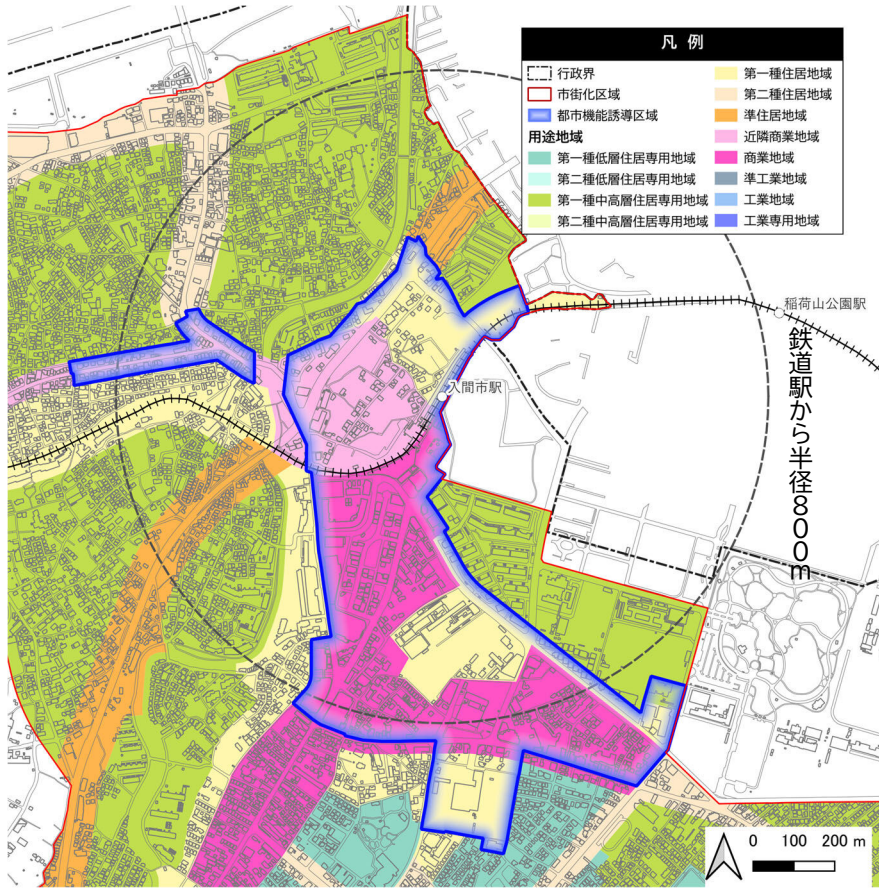 凡 例
行政界
市街化区域
都市機能誘導区域
用途地域
第一種低層住居専用地域
第二種低層住居専用地域
第一種中高層住居専用地域
第二種中高層住居専用地域
第一種住居地域
第二種住居地域
準住居地域
近隣商業地域
商業地域
準工業地域
工業地域
工業専用地域
稲荷山公園駅
入間市駅
鉄道駅から半径800m
0 100 200 m